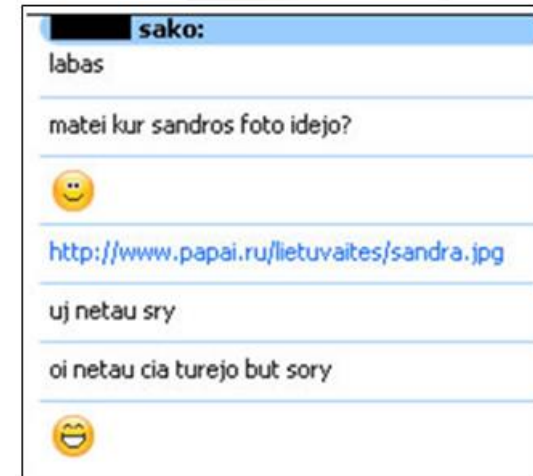 sako:
labas
matei kur sandros foto idejo?
http://www.papai.ru/lietuvaites/sandra.jpg
uj netau sry
oi netau cia turejo but sory